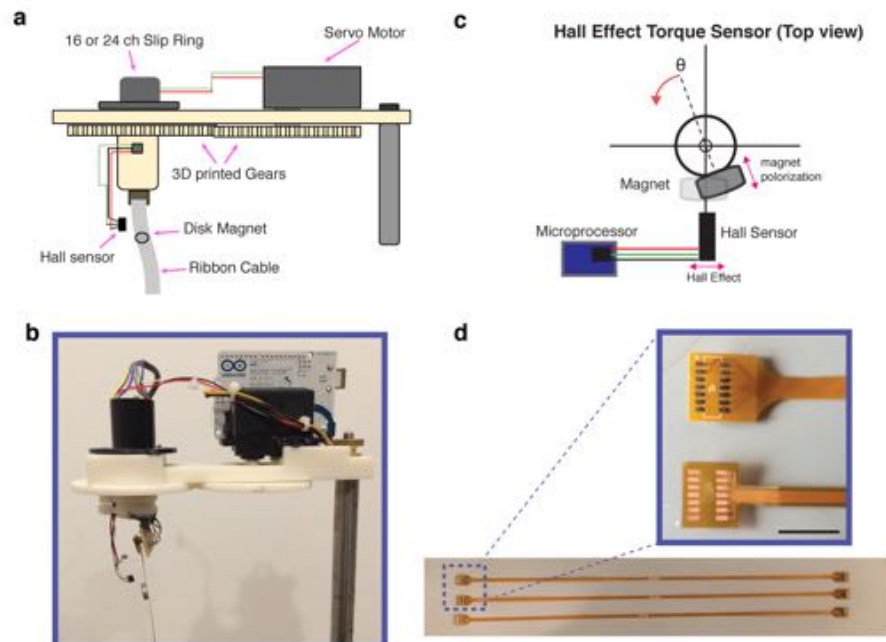 a
16 or 24 ch Slip Ring
Servo Motor
3D printed Gears
Hall sensor
Disk Magnet
Ribbon Cable
c
Hall Effect Torque Sensor (Top view)
θ
Magnet
magnet
polorization
Microprocessor
Hall Sensor
Hall Effect
b
d